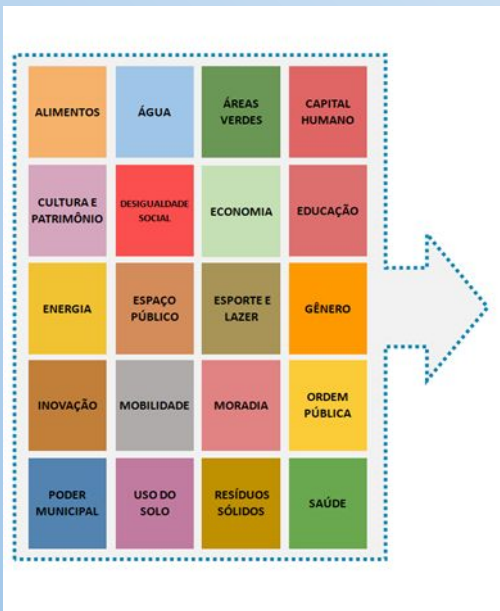 ALIMENTOS
ÁGUA
ÁREAS
VERDES
CAPITAL
HUMANO
CULTURA E
PATRIMÔNIO
DESIGUALDADE
SOCIAL
ECONOMIA
EDUCAÇÃO
ENERGIA
ESPAÇO
PÚBLICO
ESPORTE E
LAZER
GÊNERO
INOVAÇÃO
MOBILIDADE
MORADIA
ORDEM
PÚBLICA
PODER
MUNICIPAL
USO DO
SOLO
RESÍDUOS
SÓLIDOS
SAÚDE